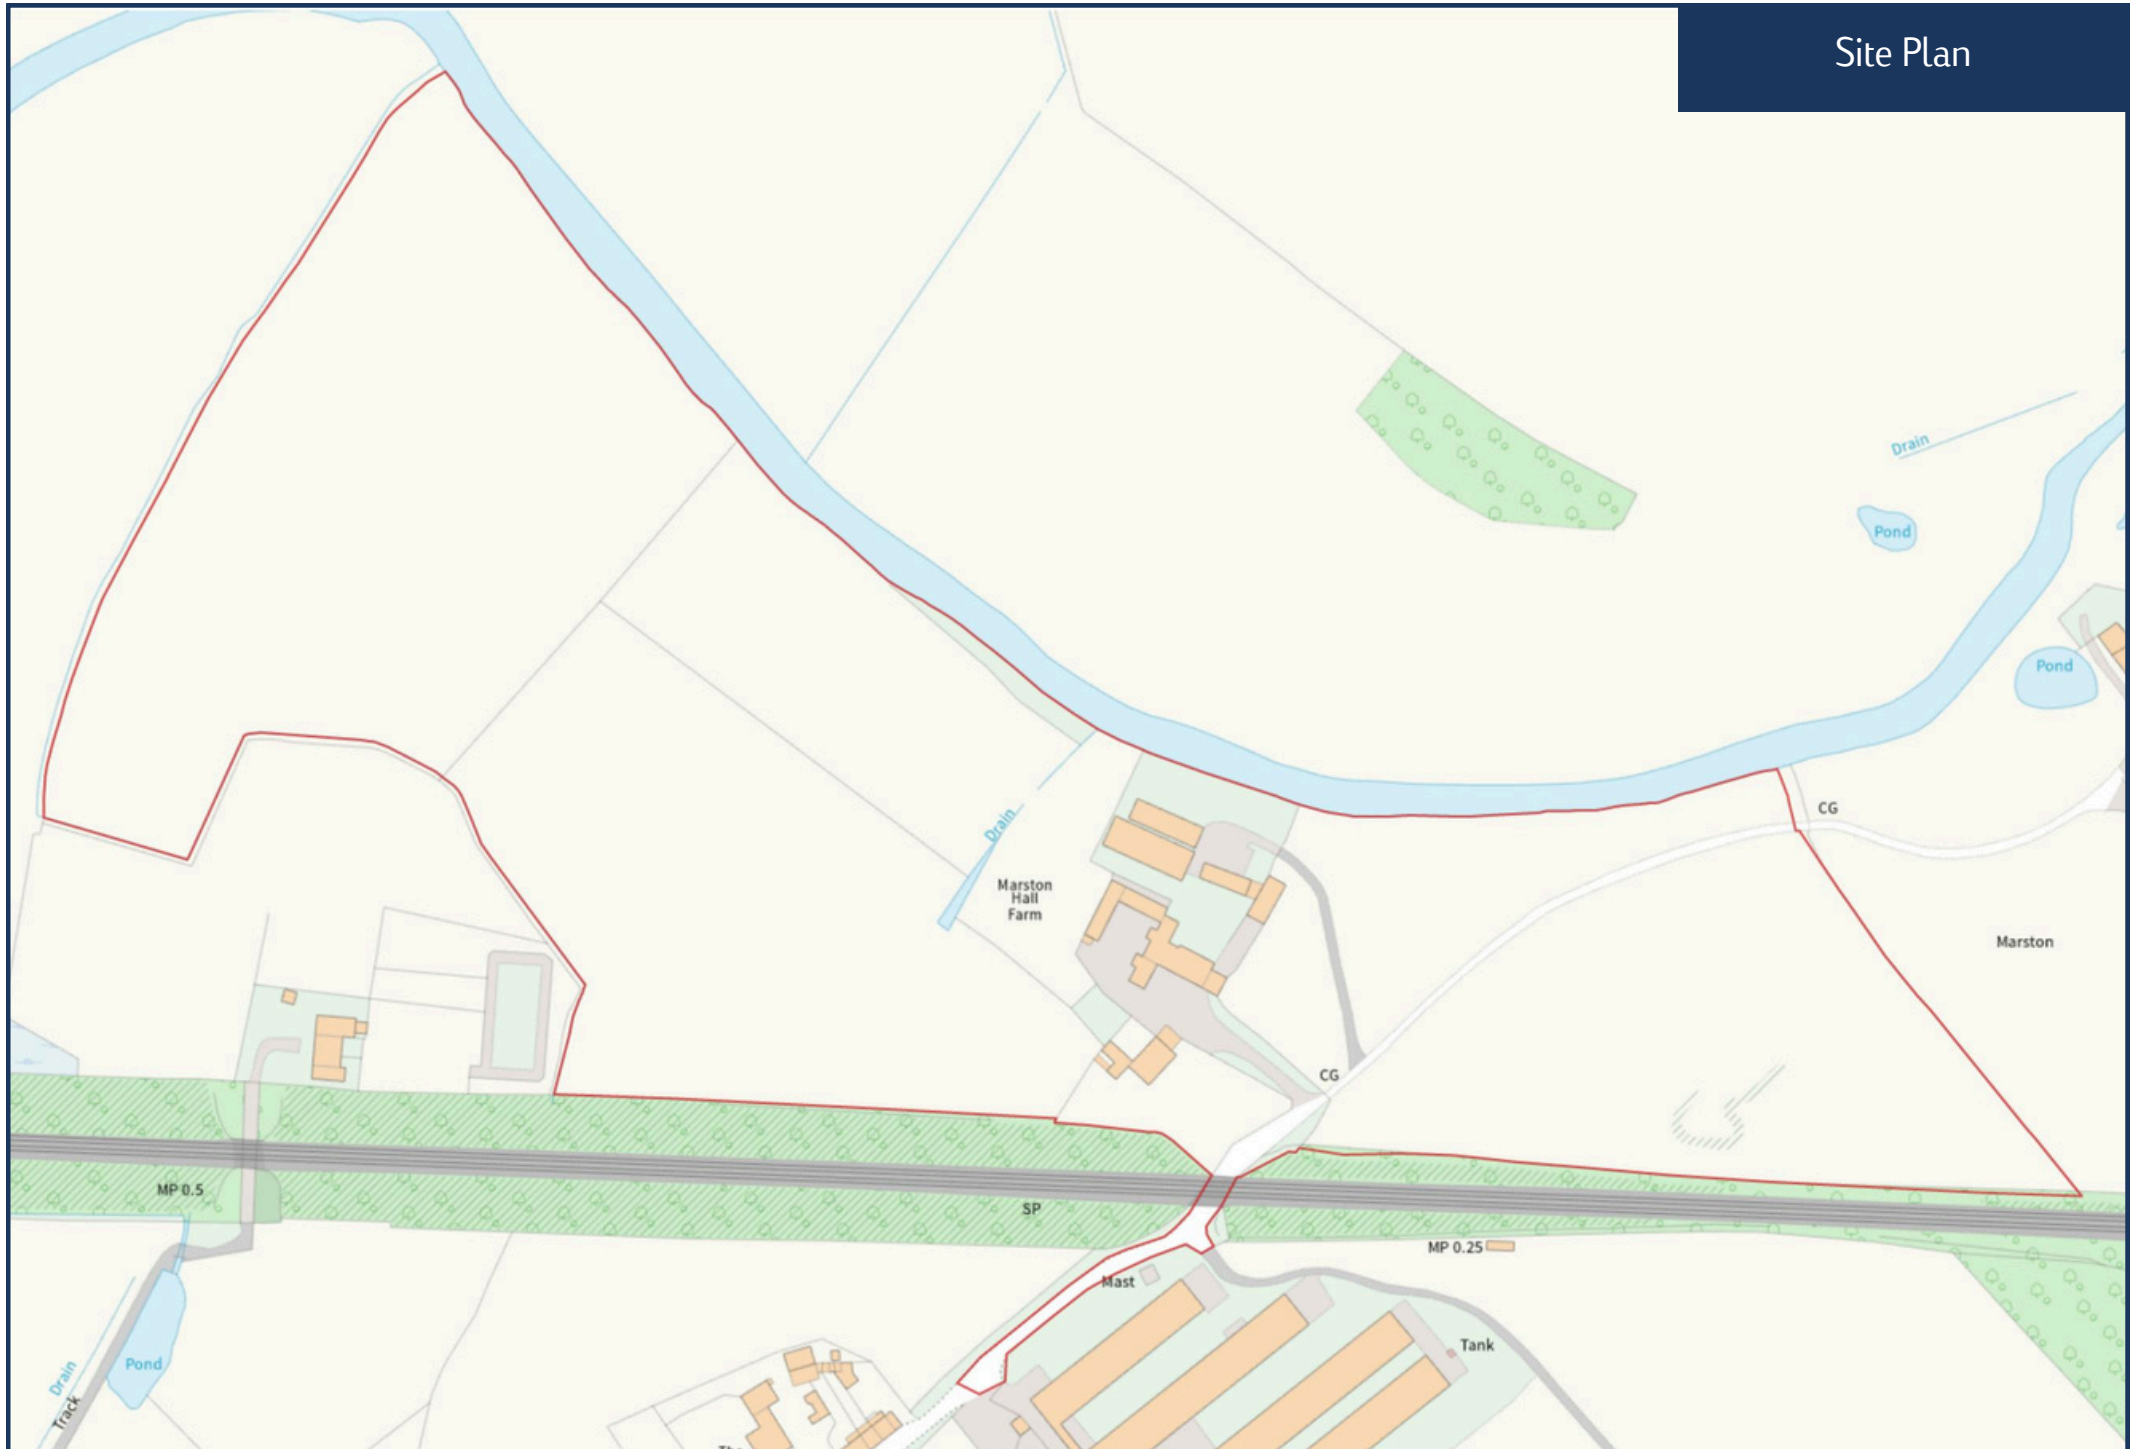 Site Plan
Drain
Pond
Pond
CG
Drain
Marston
Hall
Farm
Marston
CG
MP 0.5
SP
MP 0.25
Mast
Tank
Pond
Drain
Track